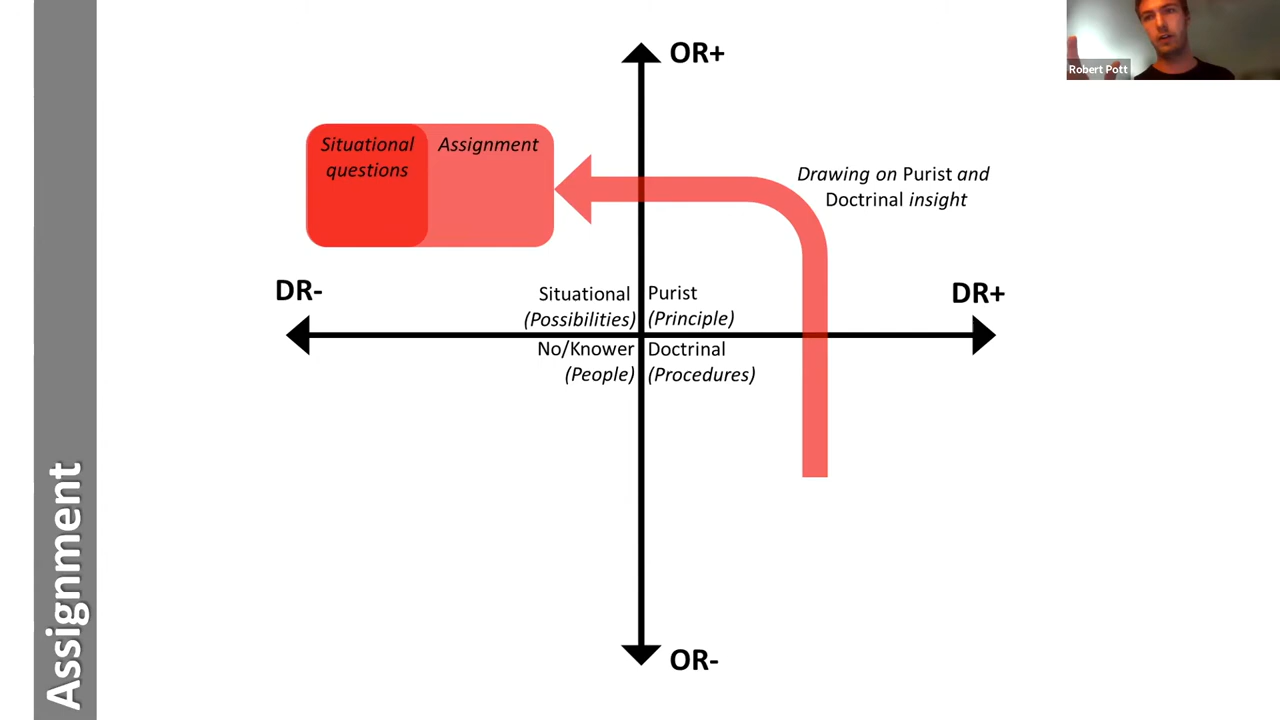 Assignment
OR+
Robert Pott
Situational
questions
Assignment
Drawing on Purist and
Doctrinal insight
DR-
DR+
Situational
(Possibilities)
Purist
(Principle)
No/Knower
(People)
Doctrinal
(Procedures)
OR-